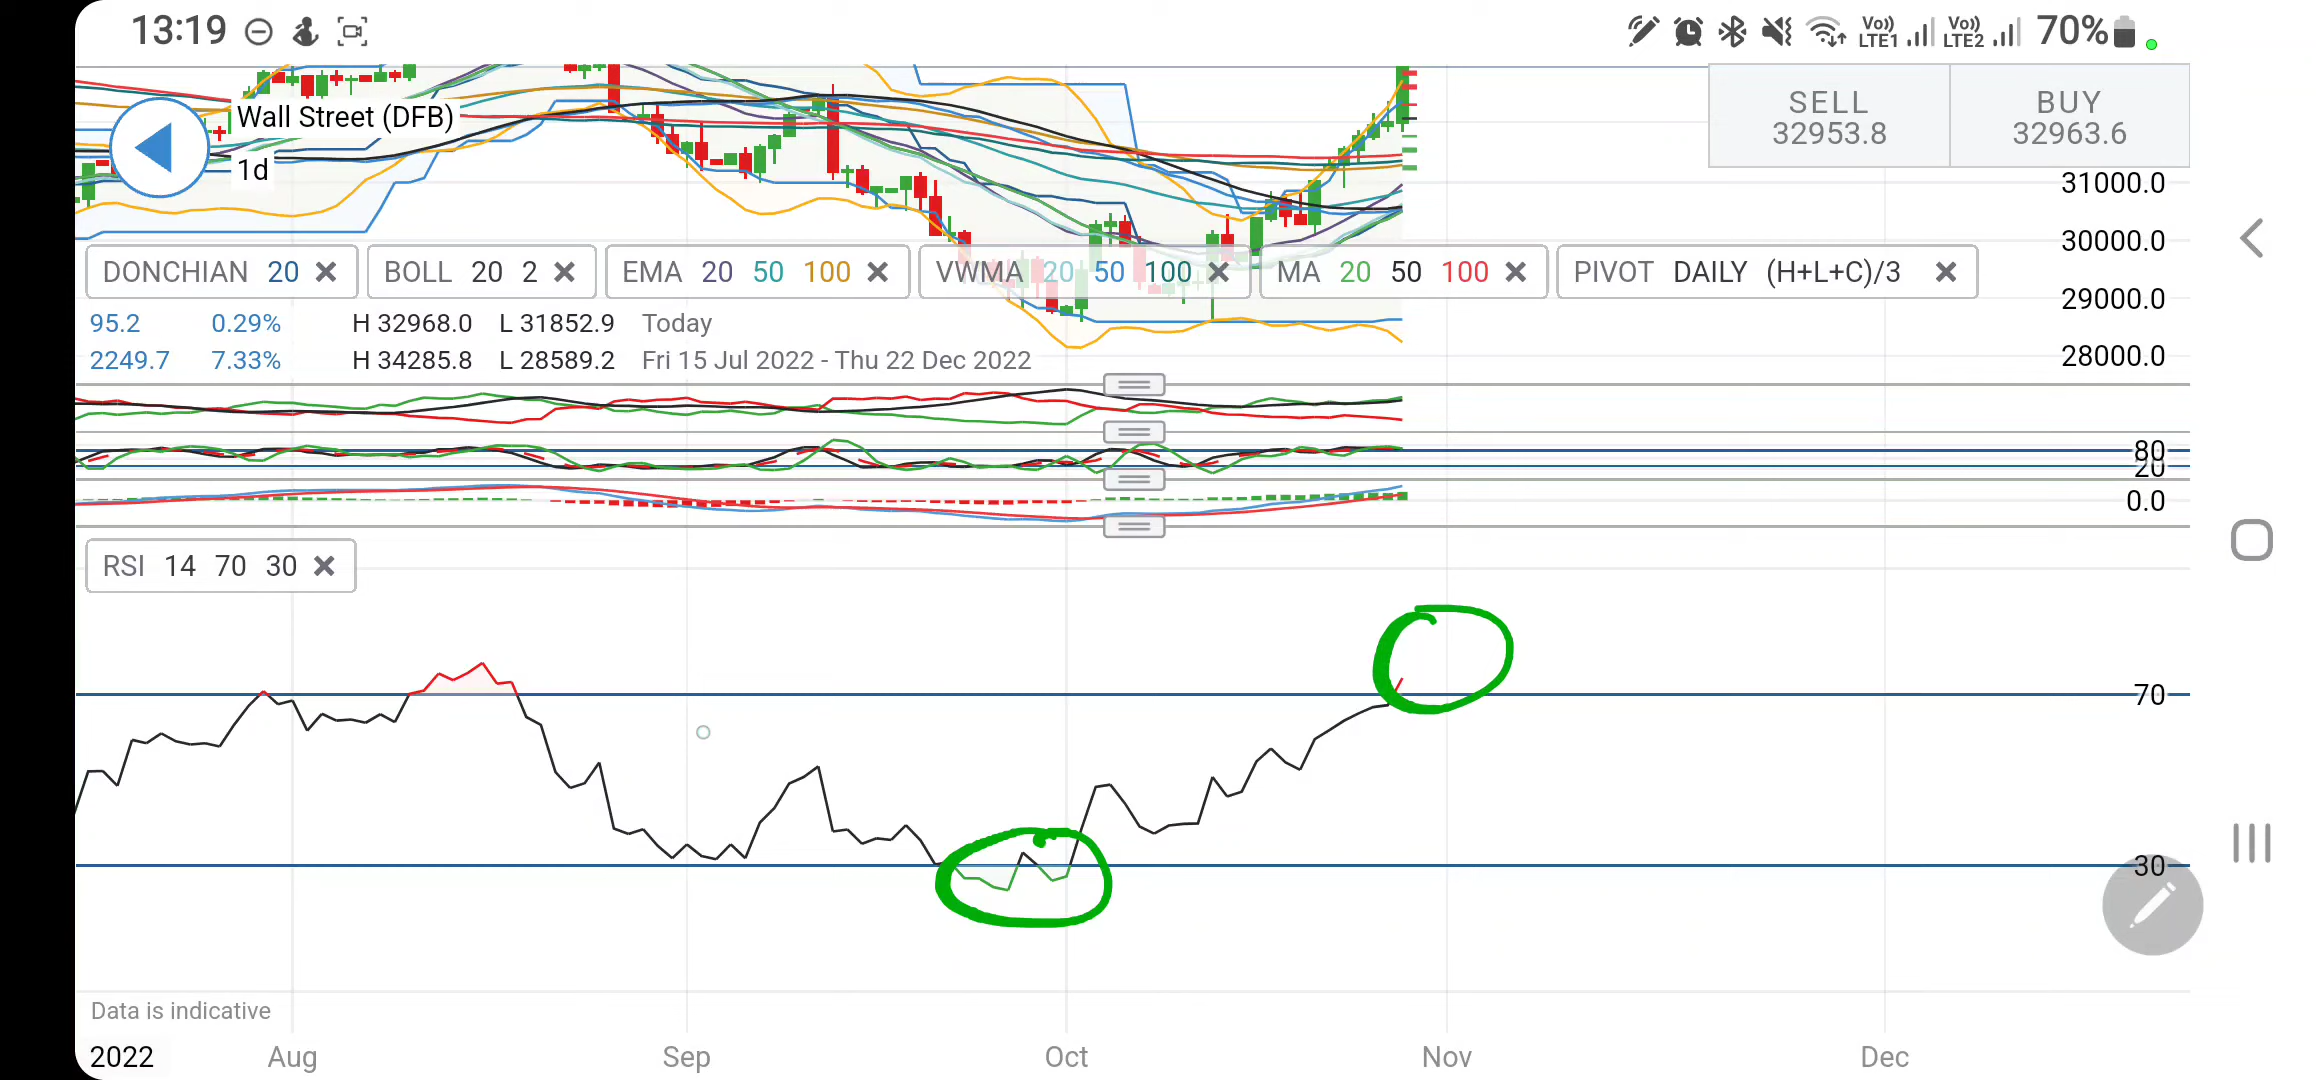 13:19
Vo)) LTE1 Vo)) LTE2 70%
Wall Street (DFB)
1d
SELL BUY
32953.8 32963.6
31000.0
30000.0
29000.0
28000.0
DONCHIAN 20 BOLL 20 2 EMA 20 50 100 VWMA 20 50 100 MA 20 50 100 PIVOT DAILY (H+L+C)/3
95.2 0.29% H 32968.0 L 31852.9 Today
2249.7 7.33% H 34285.8 L 28589.2 Fri 15 Jul 2022 - Thu 22 Dec 2022
80
20
0.0
RSI 14 70 30
70
30
Data is indicative
2022 Aug Sep Oct Nov Dec